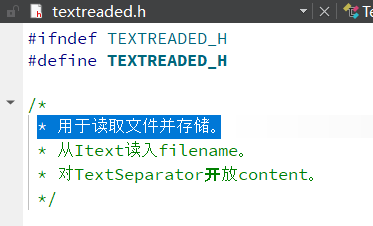 textreaded.h
#ifndef TEXTREADED_H
#define TEXTREADED_H
/*
* 用于读取文件并存储。
* 从Itext读入filename。
* 对TextSeparator开放content。
*/